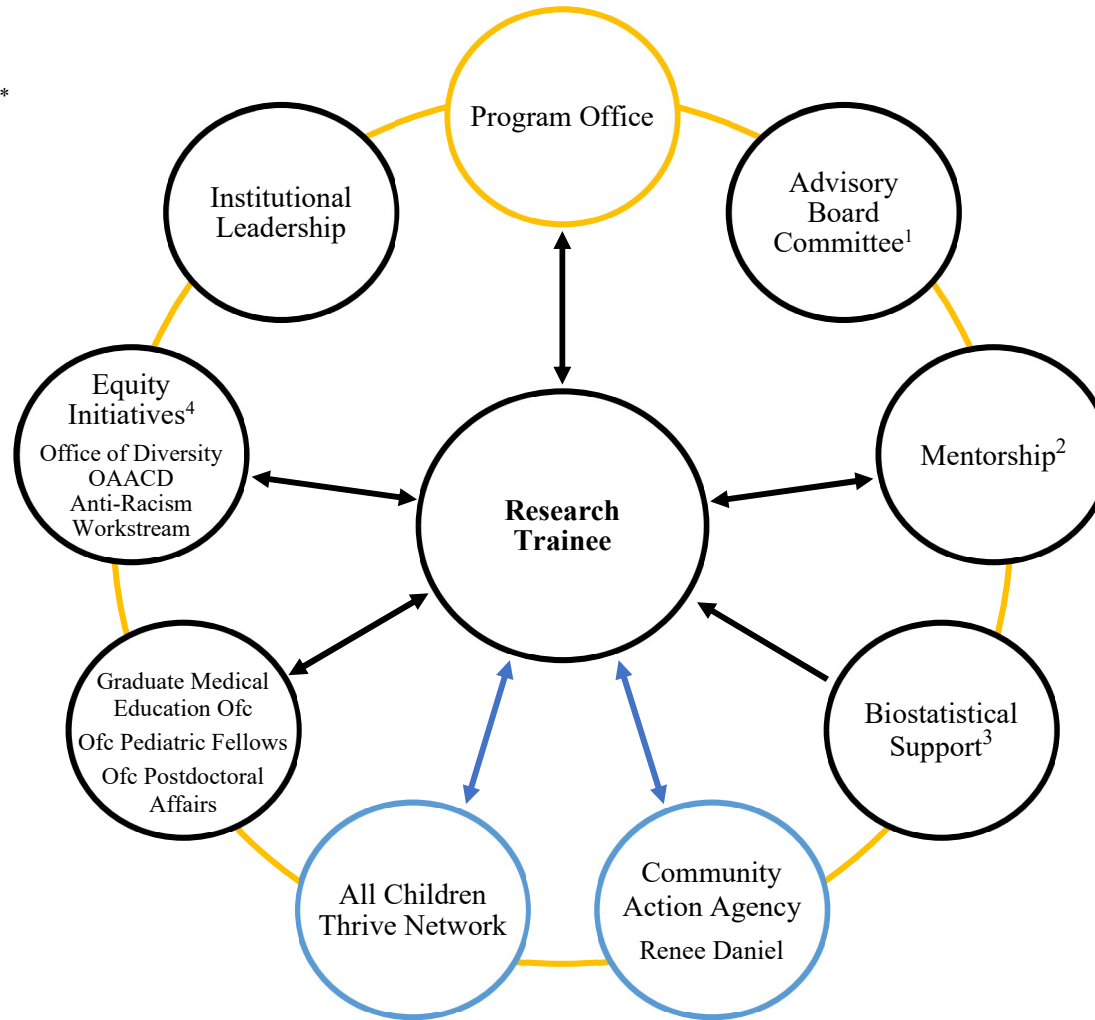 *
Program Office
Institutional
Leadership
Advisory
Board
Committee¹
Equity
Initiatives⁴
Office of Diversity
OAACD
Anti-Racism
Workstream
Mentorship²
Research
Trainee
Graduate Medical
Education Ofc
Ofc Pediatric Fellows
Ofc Postdoctoral
Affairs
Biostatistical
Support³
All Children
Thrive Network
Community
Action Agency
Renee Daniel